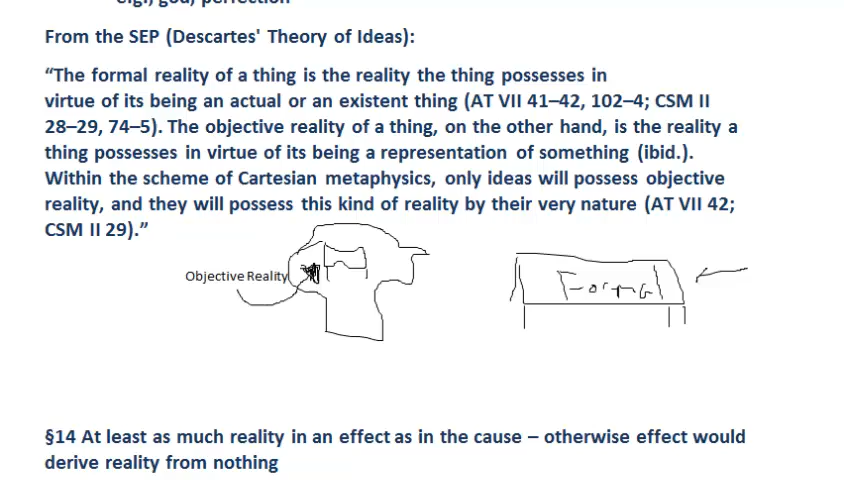 e.g., god, perfection
From the SEP (Descartes' Theory of Ideas):
“The formal reality of a thing is the reality the thing possesses in
virtue of its being an actual or an existent thing (AT VII 41–42, 102–4; CSM II
28–29, 74–5). The objective reality of a thing, on the other hand, is the reality a
thing possesses in virtue of its being a representation of something (ibid.).
Within the scheme of Cartesian metaphysics, only ideas will possess objective
reality, and they will possess this kind of reality by their very nature (AT VII 42;
CSM II 29).”
Objective Reality
Formal
§14 At least as much reality in an effect as in the cause – otherwise effect would
derive reality from nothing